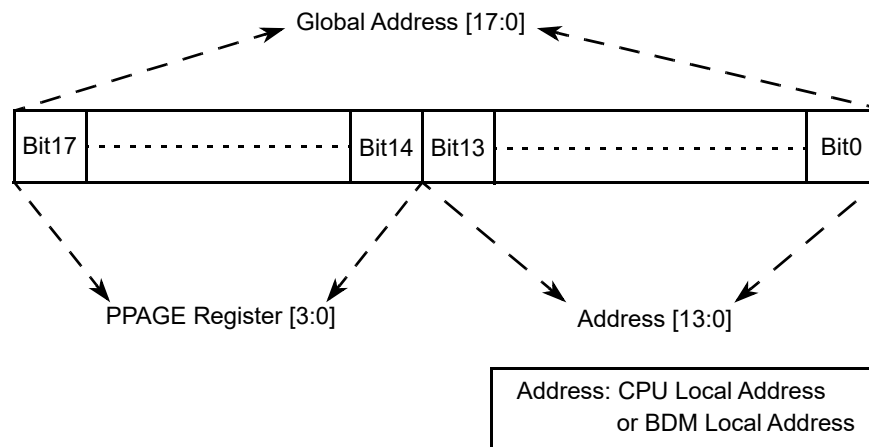 Global Address [17:0]
Bit17
Bit14
Bit13
Bit0
PPAGE Register [3:0]
Address [13:0]
Address: CPU Local Address
or BDM Local Address